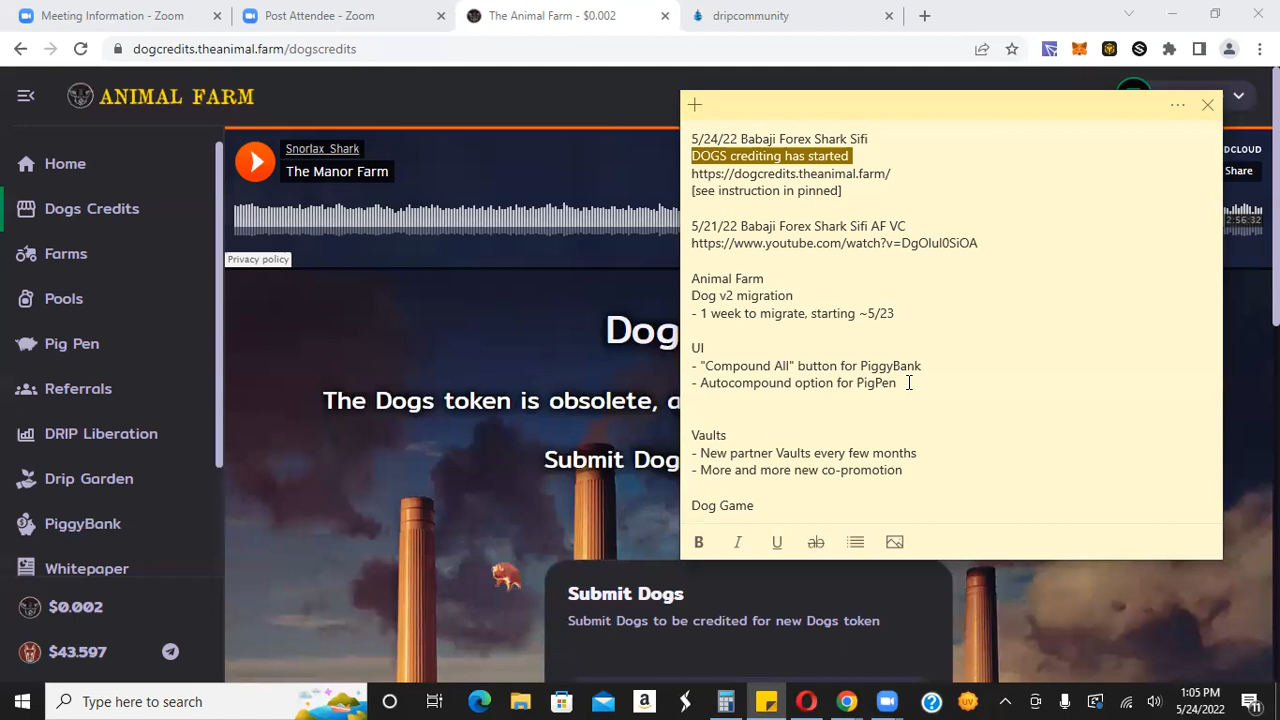 Meeting Information - Zoom
Post Attendee - Zoom
The Animal Farm - $0.002
dripcommunity
dogcredits.theanimal.farm/dogscredits
ANIMAL FARM
Home
Dogs Credits
Farms
Pools
Pig Pen
Referrals
DRIP Liberation
Drip Garden
PiggyBank
Whitepaper
$0.002
$43.597
Snorlax Shark
The Manor Farm
Privacy policy
DCLOUD
Share
2:56:32
Dog
The Dogs token is obsolete, a
Submit Dog
Submit Dogs
Submit Dogs to be credited for new Dogs token
5/24/22 Babaji Forex Shark Sifi
DOGS crediting has started
https://dogcredits.theanimal.farm/
[see instruction in pinned]
5/21/22 Babaji Forex Shark Sifi AF VC
https://www.youtube.com/watch?v=DgOlul0SiOA
Animal Farm
Dog v2 migration
- 1 week to migrate, starting ~5/23
UI
- "Compound All" button for PiggyBank
- Autocompound option for PigPen
Vaults
- New partner Vaults every few months
- More and more new co-promotion
Dog Game
B I U ab
Type here to search
1:05 PM
5/24/2022